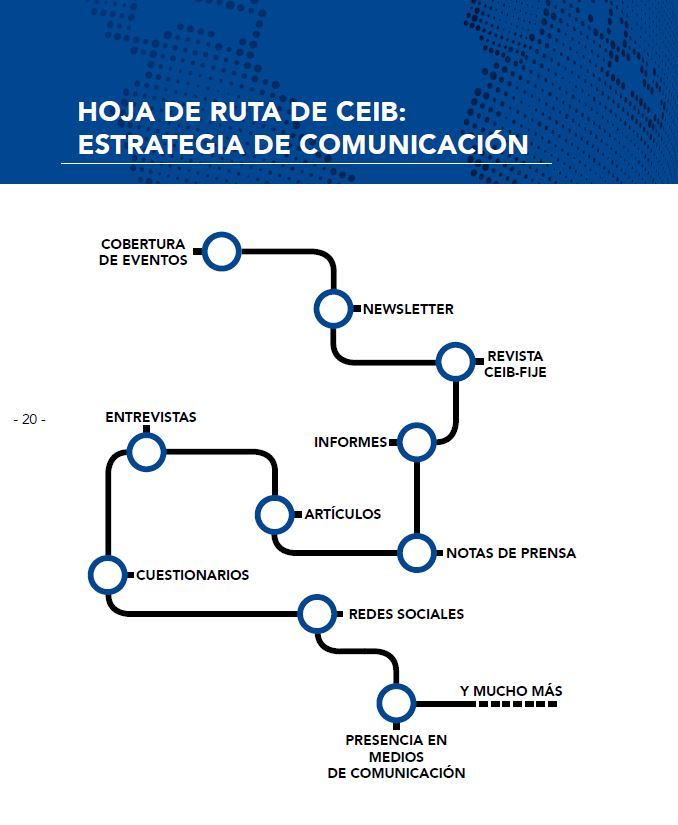 HOJA DE RUTA DE CEIB:
ESTRATEGIA DE COMUNICACIÓN
COBERTURA
DE EVENTOS
NEWSLETTER
REVISTA
CEIB-FIJE
- 20 -
ENTREVISTAS
INFORMES
ARTÍCULOS
NOTAS DE PRENSA
CUESTIONARIOS
REDES SOCIALES
Y MUCHO MÁS
PRESENCIA EN
MEDIOS
DE COMUNICACIÓN